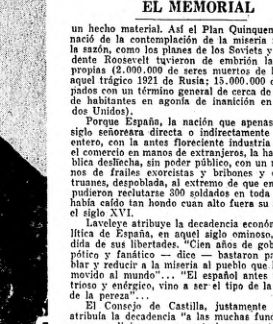 EL MEMORIAL
un hecho material. Así el Plan Quinquen
nació de la contemplación de la miseria
la sazón, como los planes de los Soviets y
dente Roosevelt tuvieron de embrión la
propias (2.000.000 de seres muertos de
aquel trágico 1921 de Rusia; 15.000.000 d
pados con un término general de cerca de
de habitantes en agonía de inanición en
dos Unidos).
Porque España, la nación que apenas
siglo señoreara directa o indirectamente
entero, con la antes floreciente industria
el comercio en manos de extranjeros, la ha
blica desfecha, sin poder público, con un
nos de frailes exorcistas y bribones y
truanes, despoblada, al extremo de que en
pudieron reclutarse 300 soldados en toda
había caído tan hondo cuan alto fuera su
el siglo XVI.
Laveleye atribuye la decadencia econór
lítica de España, en aquel siglo ominoso,
dida de sus libertades. "Cien años de gob
pótico y fanático — dice — bastaron pa
blar y reducir a la miseria al pueblo que
movido al mundo"... "El español antes
trioso y enérgico, vino a ser el tipo de la
de la pereza"...
El Consejo de Castilla, justamente
atribuía la decadencia "a las muchas func